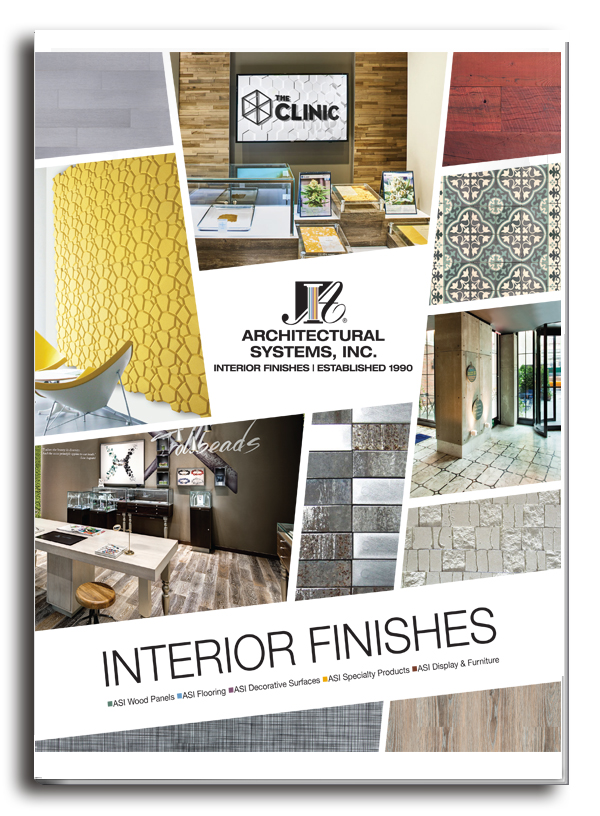 THE
CLINIC
ARCHITECTURAL
SYSTEMS, INC.
INTERIOR FINISHES | ESTABLISHED 1990
®
Trollbeads
INTERIOR FINISHES
ASI Wood Panels ASI Flooring ASI Decorative Surfaces ASI Specialty Products ASI Display & Furniture